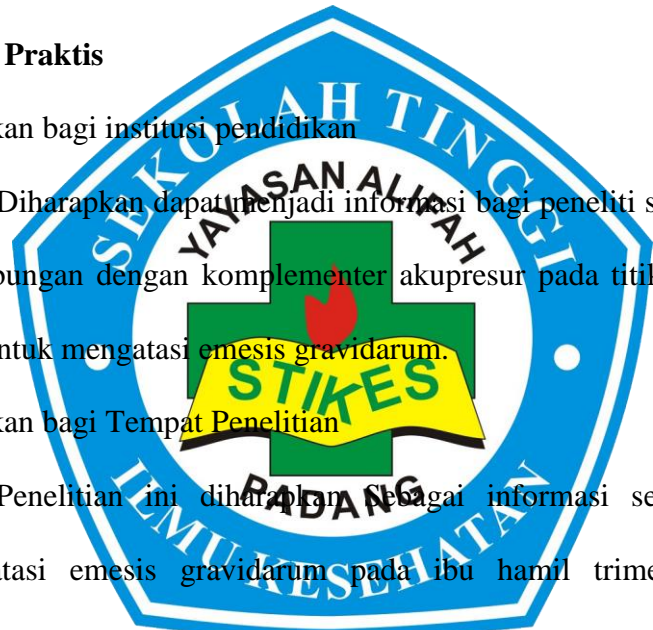 Praktis
kan bagi institusi pendidikan
Diharapkan dapat menjadi informasi bagi peneliti s
bungan dengan komplementer akupresur pada titik
ntuk mengatasi emesis gravidarum.
kan bagi Tempat Penelitian
Penelitian ini diharapkan Sebagai informasi se
atasi emesis gravidarum pada ibu hamil trime
SEKOLAH TINGGI
YAYASAN ALIFAH
STIKES
PADANG
ILMU KESEHATAN